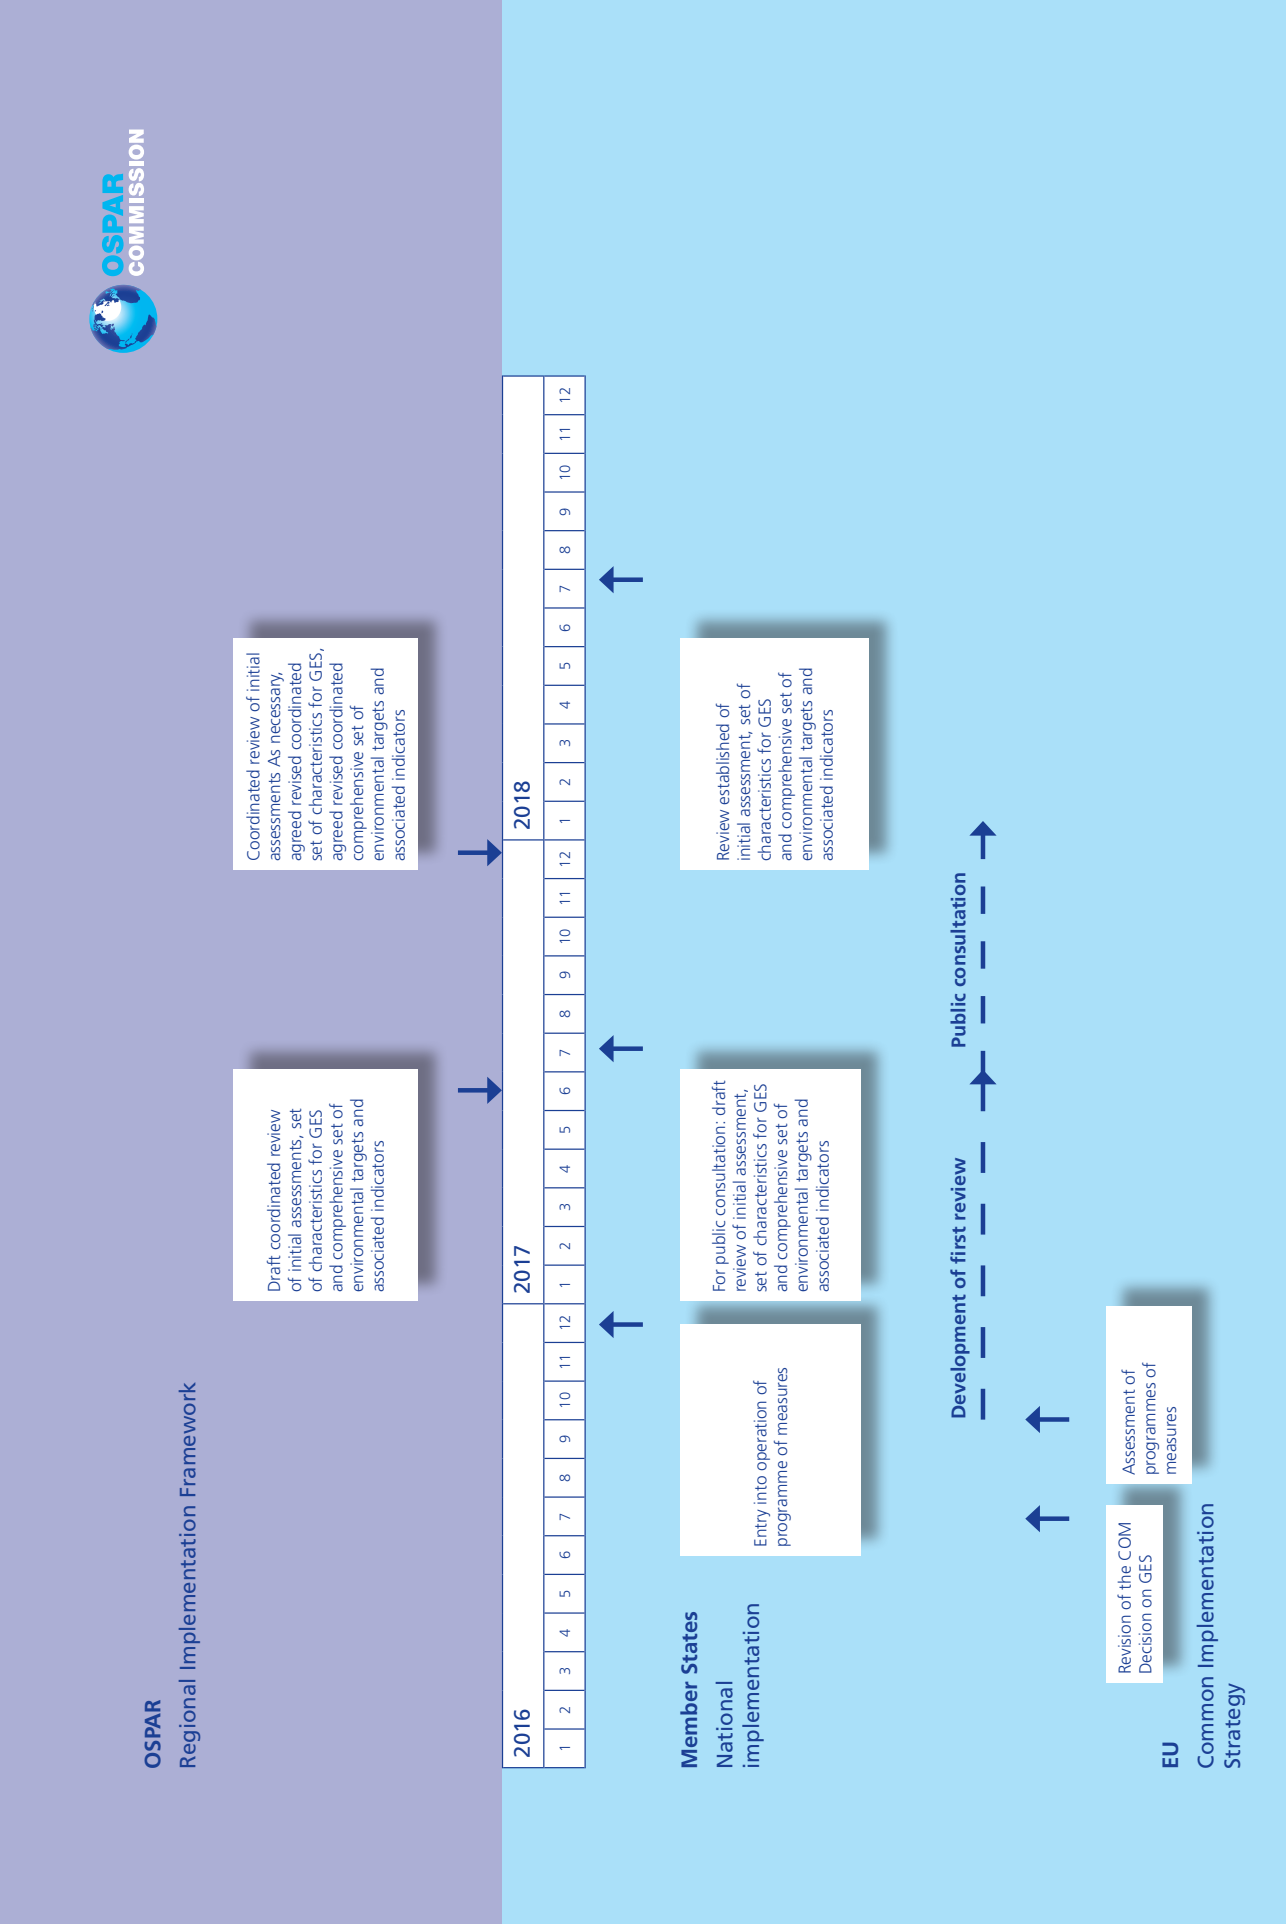 OSPAR
COMMISSION
OSPAR
Regional Implementation Framework
Draft coordinated review
of initial assessments, set
of characteristics for GES
and comprehensive set of
environmental targets and
associated indicators
Coordinated review of initial
assessments As necessary,
agreed revised coordinated
set of characteristics for GES,
agreed revised coordinated
comprehensive set of
environmental targets and
associated indicators
2016 2017 2018
1 2 3 4 5 6 7 8 9 10 11 12 1 2 3 4 5 6 7 8 9 10 11 12 1 2 3 4 5 6 7 8 9 10 11 12
Member States
National
implementation
Entry into operation of
programme of measures
For public consultation: draft
review of initial assessment,
set of characteristics for GES
and comprehensive set of
environmental targets and
associated indicators
Review established of
initial assessment, set of
characteristics for GES
and comprehensive set of
environmental targets and
associated indicators
Development of first review
Public consultation
Revision of the COM
Decision on GES
Assessment of
programmes of
measures
EU
Common Implementation
Strategy